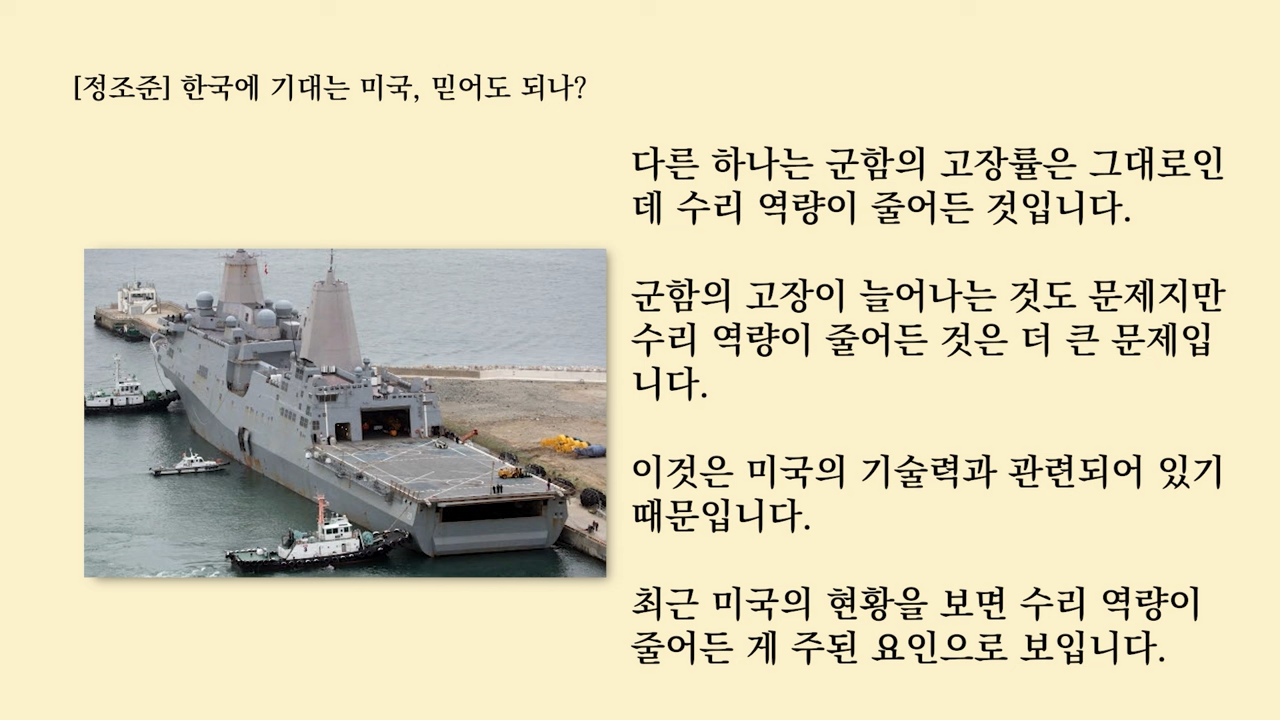 [정조준] 한국에 기대는 미국, 믿어도 되나?
다른 하나는 군함의 고장률은 그대로인
데 수리 역량이 줄어든 것입니다.
군함의 고장이 늘어나는 것도 문제지만
수리 역량이 줄어든 것은 더 큰 문제입
니다.
이것은 미국의 기술력과 관련되어 있기
때문입니다.
최근 미국의 현황을 보면 수리 역량이
줄어든 게 주된 요인으로 보입니다.